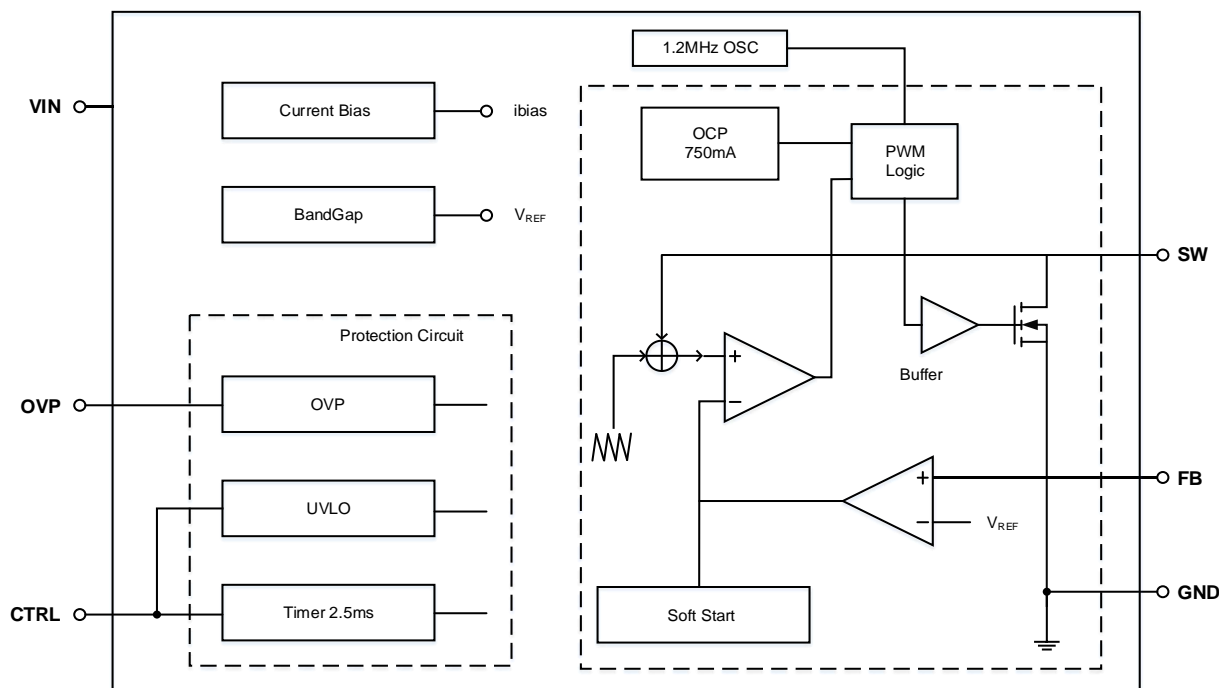 1.2MHz OSC
VIN
Current Bias
ibias
OCP
750mA
PWM
Logic
BandGap
VREF
SW
Protection Circuit
+
−
Buffer
OVP
OVP
UVLO
+
FB
−
VREF
CTRL
Timer 2.5ms
Soft Start
GND